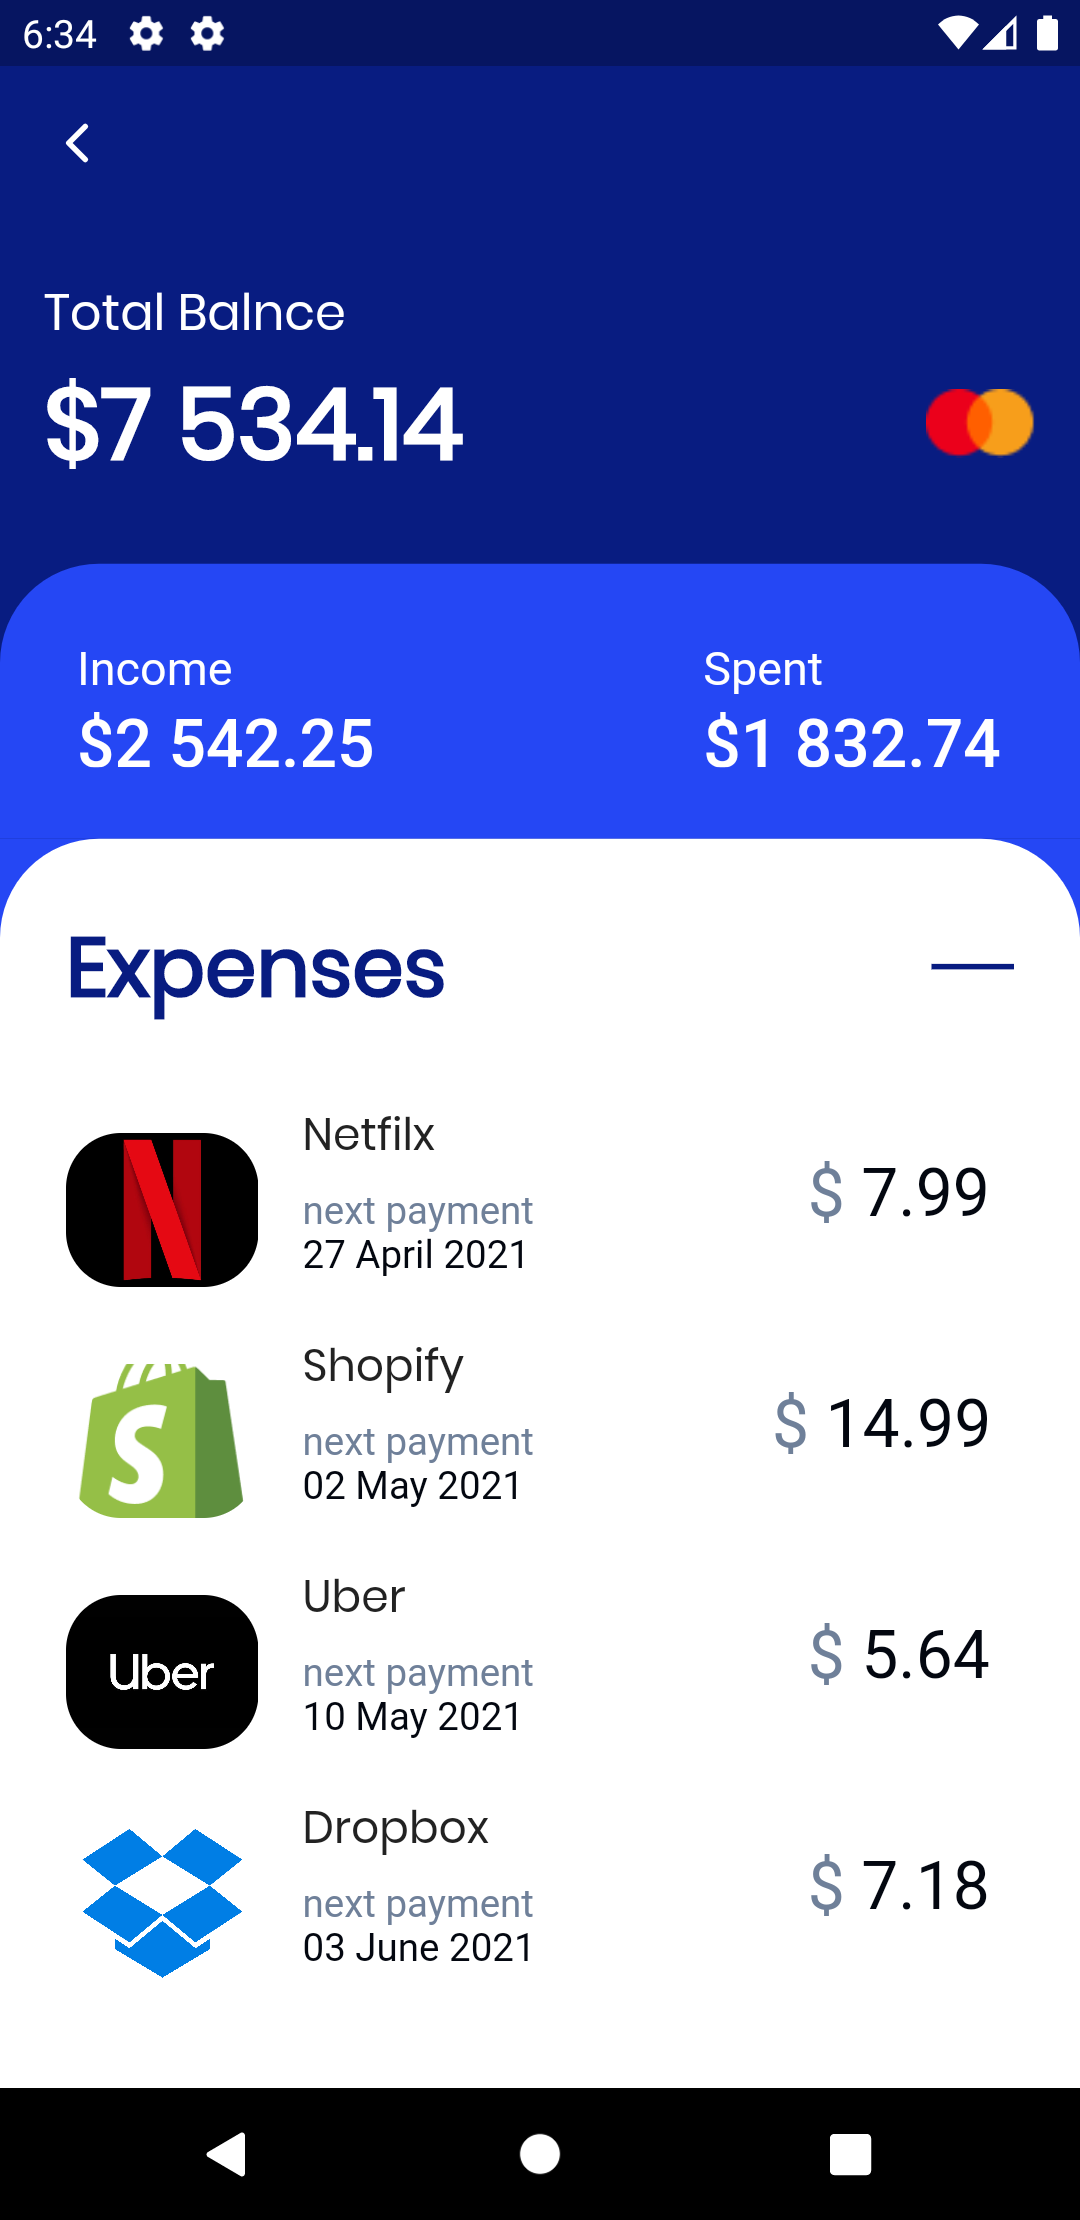 6:34
Total Balnce
$7 534.14
Income
Spent
$2 542.25
$1 832.74
Expenses
Netfilx
next payment
27 April 2021
$ 7.99
Shopify
next payment
02 May 2021
$ 14.99
Uber
Uber
next payment
10 May 2021
$ 5.64
Dropbox
next payment
03 June 2021
$ 7.18